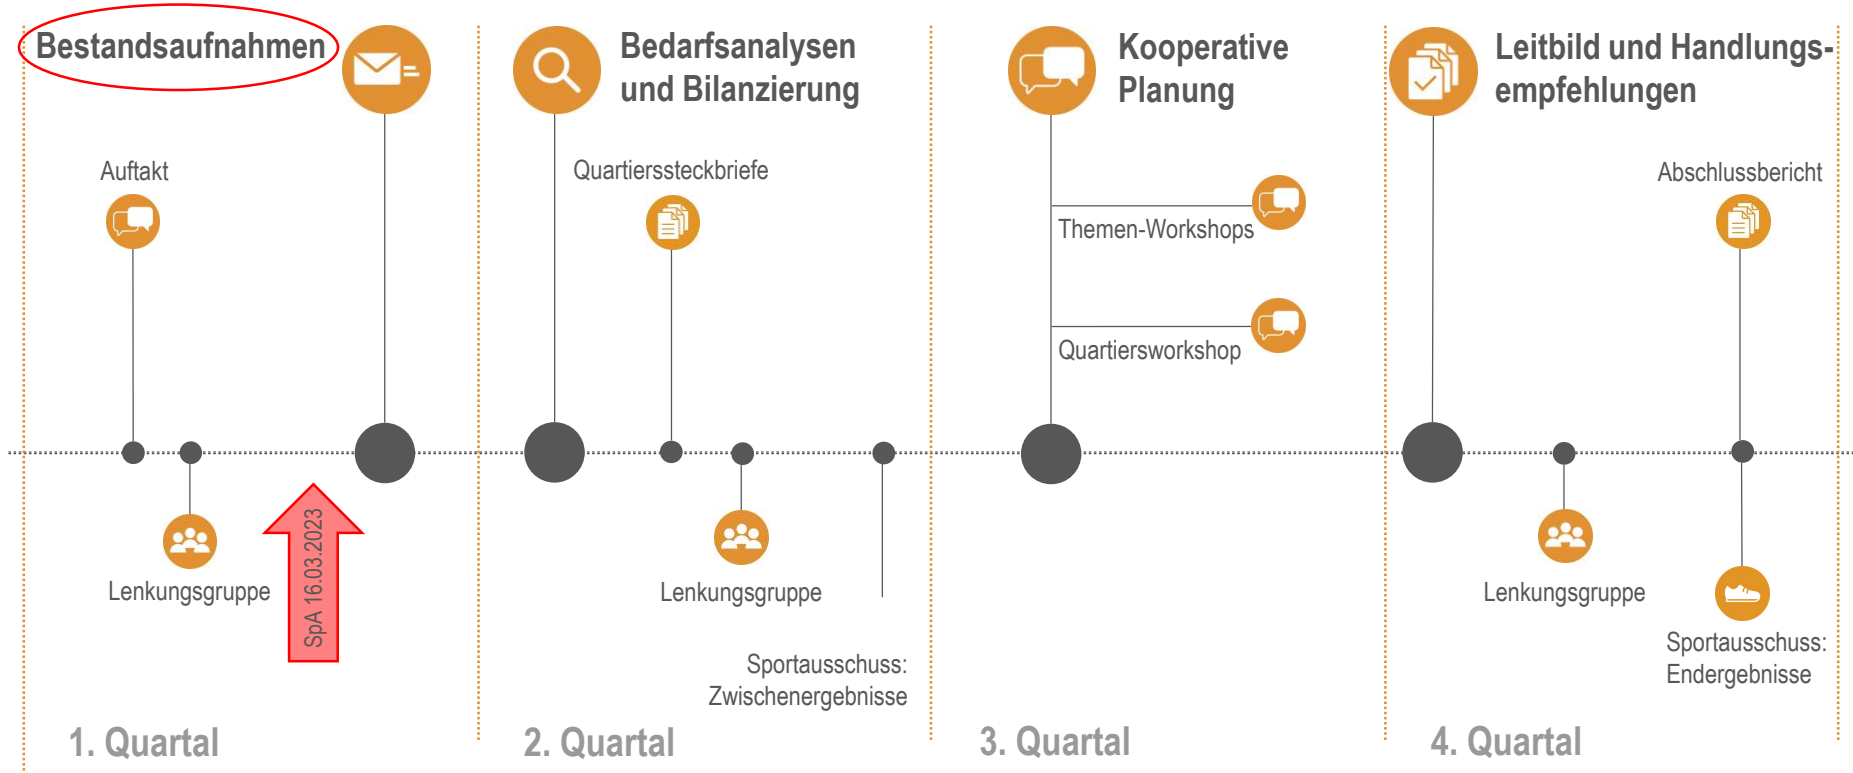 Bestandsaufnahmen
Auftakt
Lenkungsgruppe
SpA 16.03.2023
1. Quartal
Bedarfsanalysen
und Bilanzierung
Quartierssteckbriefe
Lenkungsgruppe
Sportausschuss:
Zwischenergebnisse
2. Quartal
Kooperative
Planung
Themen-Workshops
Quartiersworkshop
3. Quartal
Leitbild und Handlungs-
empfehlungen
Abschlussbericht
Lenkungsgruppe
Sportausschuss:
Endergebnisse
4. Quartal